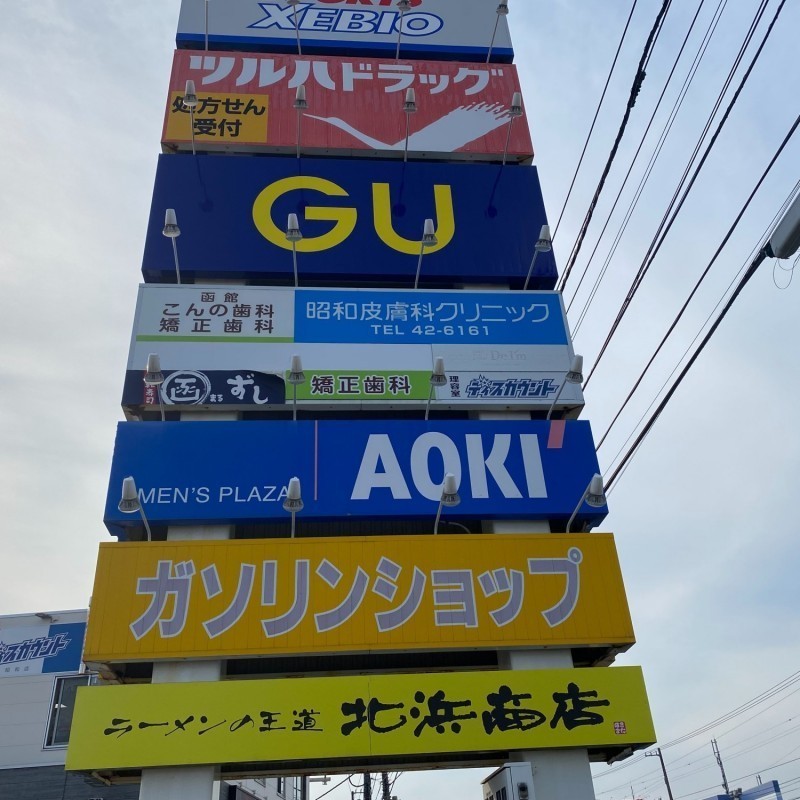 XEBIO
ツルハドラッグ
処方せん
受付
GU
函館
こんの歯科
矯正歯科
昭和皮膚科クリニック
TEL 42-6161
まる
ずし
矯正歯科
理容室
ディスカウント
MEN'S PLAZA
AOKI
ガソリンショップ
ディスカウント
ラーメンの王道
北浜商店